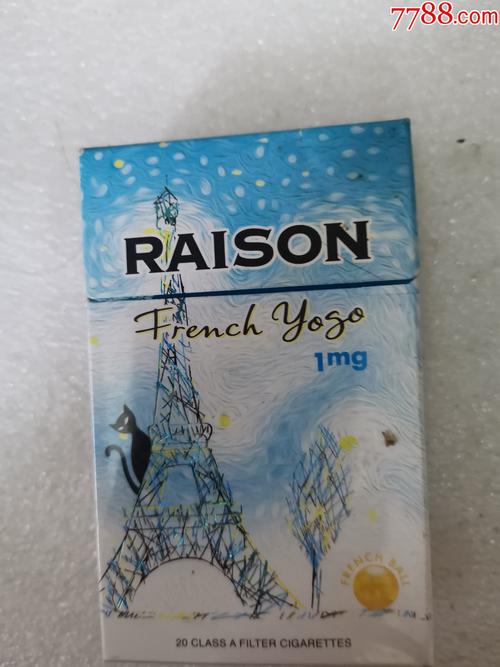 7788.com
RAISON
French Yogo
1mg
FRENCH BALL
20 CLASS A FILTER CIGARETTES